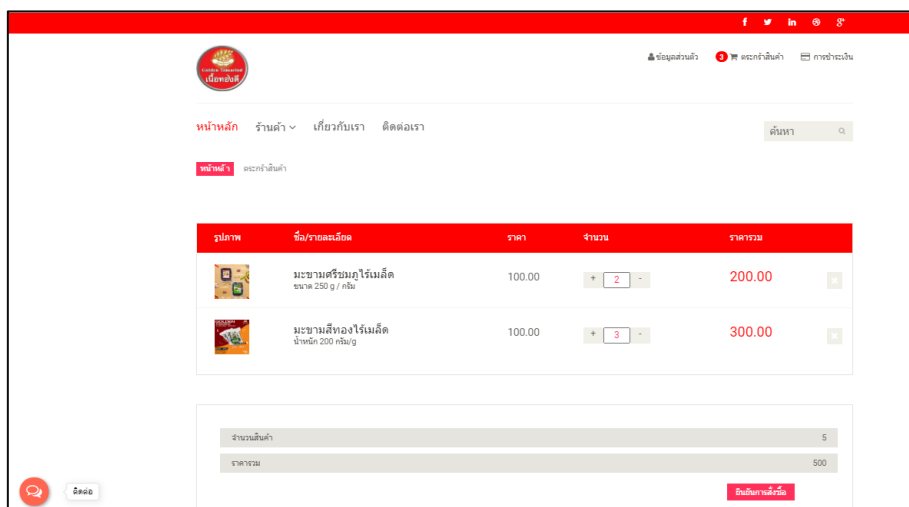 ข้อมูลส่วนตัว 3 ตะกร้าสินค้า การชำระเงิน
เนื้อทองดี
หน้าหลัก ร้านค้า เกี่ยวกับเรา ติดต่อเรา ค้นหา
หน้าหลัา ตระกร้าสินค้า
รูปภาพ ชื่อ/รายละเอียด ราคา จำนวน ราคารวม
มะขามศรีชมภูไร้เมล็ด 100.00 + 2 - 200.00
ขนาด 250 g / กรัม
มะขามสีทองไร้เมล็ด 100.00 + 3 - 300.00
น้ำหนัก 200 กรัม/g
จำนวนสินค้า 5
ราคารวม 500
ยืนยันการสั่งซื้อ
ติดต่อ